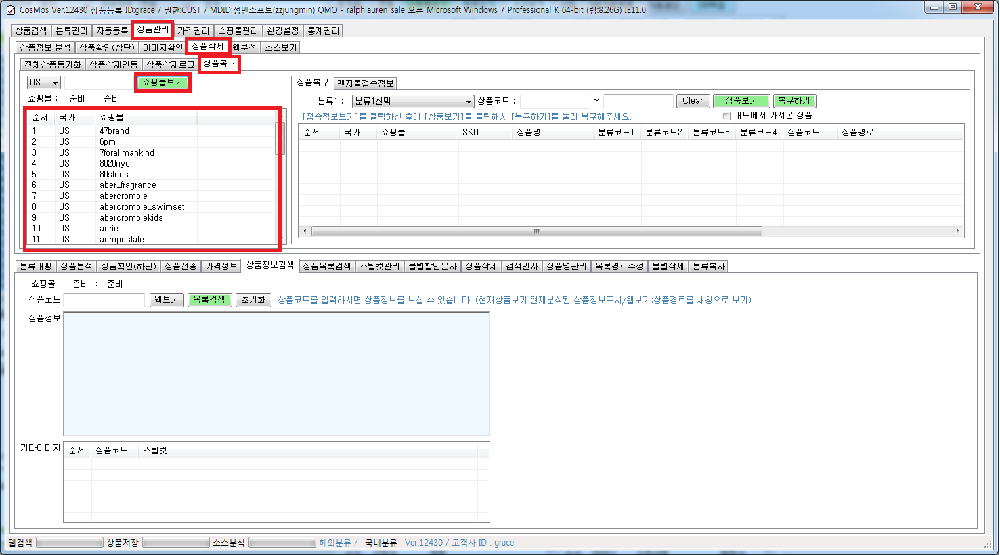 CosMos Ver.12430 상품등록 ID:grace / 권한:CUST / MDID:정민소프트(zzjungmin) QMO - ralphlauren_sale 오픈 Microsoft Windows 7 Professional K 64-bit (램:8.26G) IE11.0
상품검색 분류관리 자동등록 상품관리 가격관리 쇼핑몰관리 환경설정 통계관리
상품정보 분석 상품확인(상단) 이미지확인 상품삭제 웹분석 소스보기
전체상품동기화 상품삭제연동 상품삭제로그 상품복구
US 쇼핑몰보기
쇼핑몰 : 준비 : 준비
순서 국가 쇼핑몰
1 US 47brand
2 US 6pm
3 US 7forallmankind
4 US 8020nyc
5 US 80stees
6 US aber_fragrance
7 US abercrombie
8 US abercrombie_swimset
9 US abercrombiekids
10 US aerie
11 US aeropostale
상품복구 팬지몰접속정보
분류1 : 분류1선택 상품코드 : ~ Clear 상품보기 복구하기
[접속정보보기]를 클릭하신 후에 [상품보기]를 클릭해서 [복구하기]를 눌러 복구해주세요. 애드에서 가져온 상품
순서 국가 쇼핑몰 SKU 상품명 분류코드1 분류코드2 분류코드3 분류코드4 상품코드 상품경로
분류매핑 상품분석 상품확인(하단) 상품전송 가격정보 상품정보검색 상품목록검색 스틸컷관리 몰별할인문자 상품삭제 검색인자 상품명관리 목록경로수정 몰별삭제 분류복사
쇼핑몰 : 준비 : 준비
상품코드 웹보기 목록검색 초기화 상품코드를 입력하시면 상품정보를 보실 수 있습니다. (현재상품보기:현재분석된 상품정보표시/웹보기:상품경로를 새창으로 보기)
상품정보
기타이미지 순서 상품코드 스틸컷
웹검색 상품저장 소스분석 해외분류 / 국내분류 Ver.12430 / 고객사 ID : grace